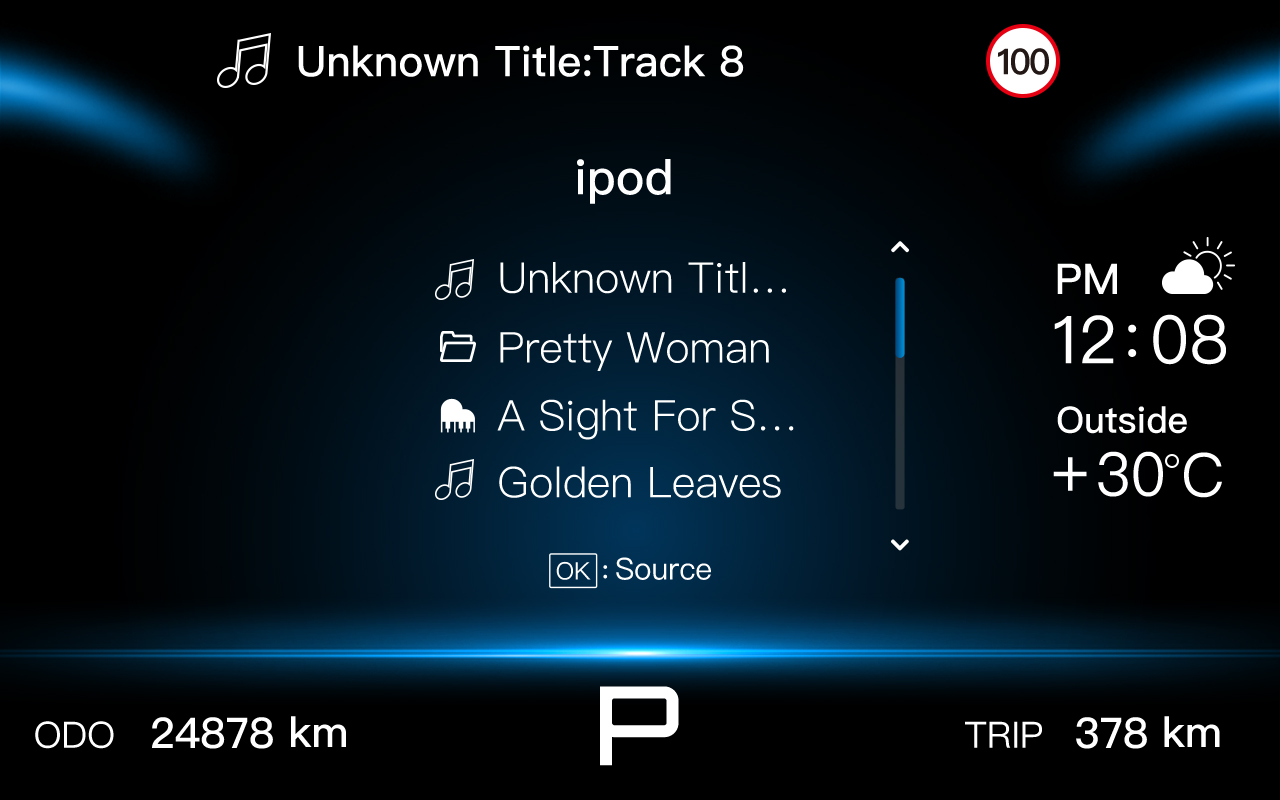 Unknown Title:Track 8
100
ipod
Unknown Titl...
Pretty Woman
A Sight For S...
Golden Leaves
OK : Source
PM
12:08
Outside
+30°C
ODO 24878 km
P
TRIP 378 km